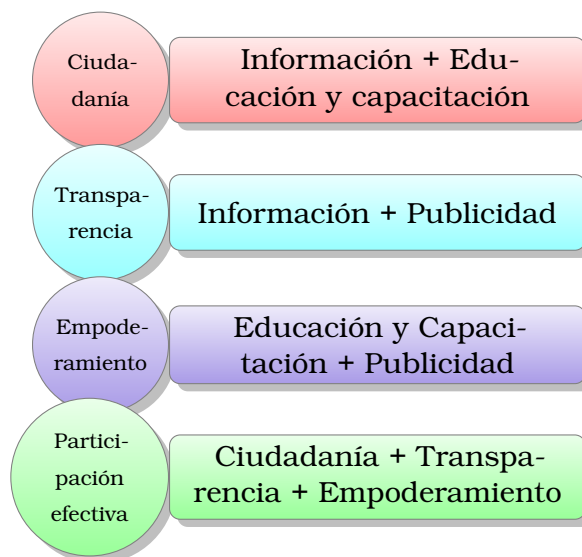 Ciuda-
danía
Información + Edu-
cación y capacitación
Transpa-
rencia
Información + Publicidad
Empode-
ramiento
Educación y Capaci-
tación + Publicidad
Partici-
pación
efectiva
Ciudadanía + Transpa-
rencia + Empoderamiento